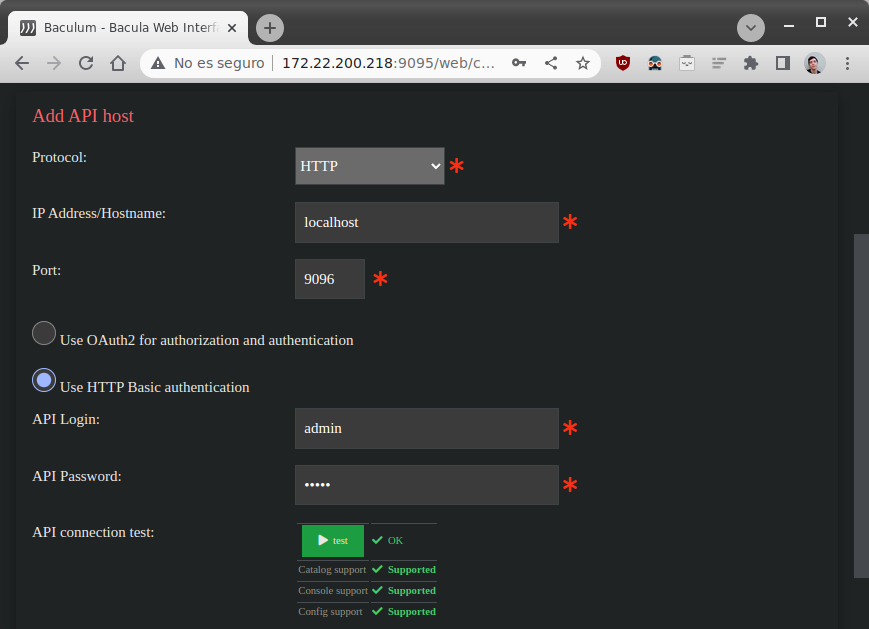 Baculum - Bacula Web Interf
No es seguro 172.22.200.218:9095/web/c...
Add API host
Protocol: HTTP *
IP Address/Hostname: localhost *
Port: 9096 *
Use OAuth2 for authorization and authentication
Use HTTP Basic authentication
API Login: admin *
API Password: ••••• *
API connection test: test OK
Catalog support Supported
Console support Supported
Config support Supported